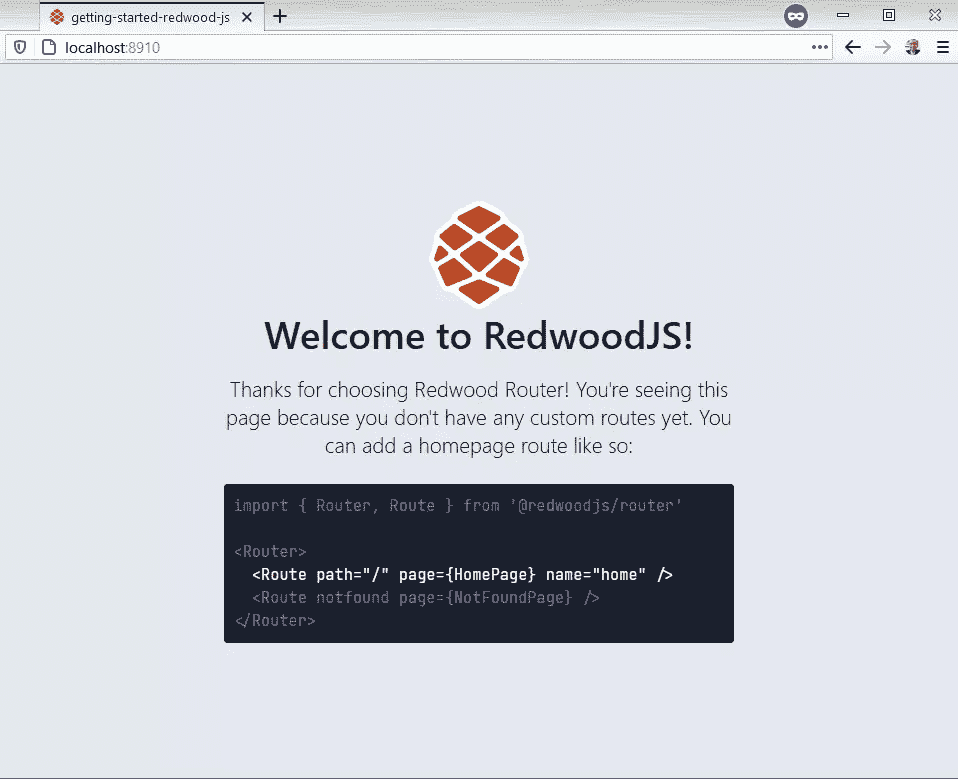 getting-started-redwood-j
localhost:8910
Welcome to RedwoodJS!
Thanks for choosing Redwood Router! You're seeing this
page because you don't have any custom routes yet. You
can add a homepage route like so:
import { Router, Route } from '@redwoodjs/router'
<Router>
<Route path="/" page={HomePage} name="home" />
<Route notfound page={NotFoundPage} />
</Router>